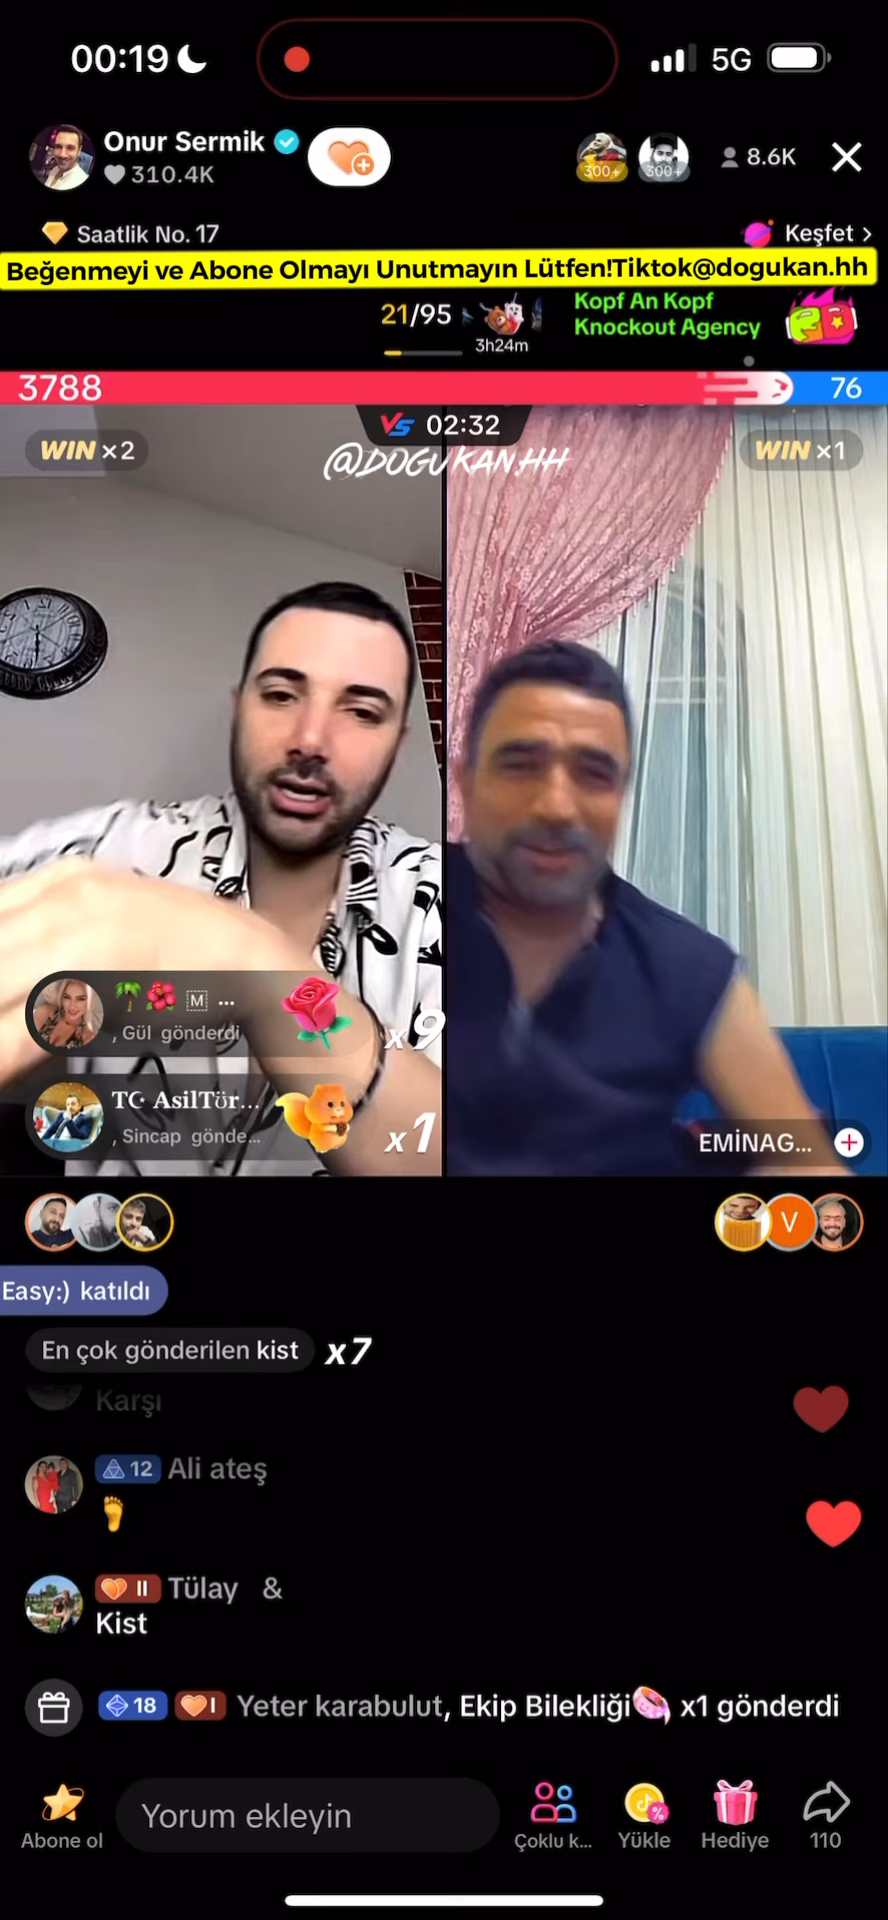 00:19
5G
Onur Sermik
310.4K
300+
300+
8.6K
Saatlik No. 17
Keşfet >
Beğenmeyi ve Abone Olmayı Unutmayın Lütfen!Tiktok@dogukan.hh
21/95
3h24m
Kopf An Kopf
Knockout Agency
3788
76
VS 02:32
WIN x2
WIN x1
@DOGUKAN.HH
M ...
, Gül gönderdi
x9
TC AsilTür...
, Sincap gönde...
x1
EMİNAG...
V
Easy:) katıldı
En çok gönderilen kist x7
Karşı
12 Ali ateş
II Tülay &
Kist
18 I Yeter karabulut, Ekip Bilekliği x1 gönderdi
Abone ol
Yorum ekleyin
Çoklu k...
Yükle
Hediye
110